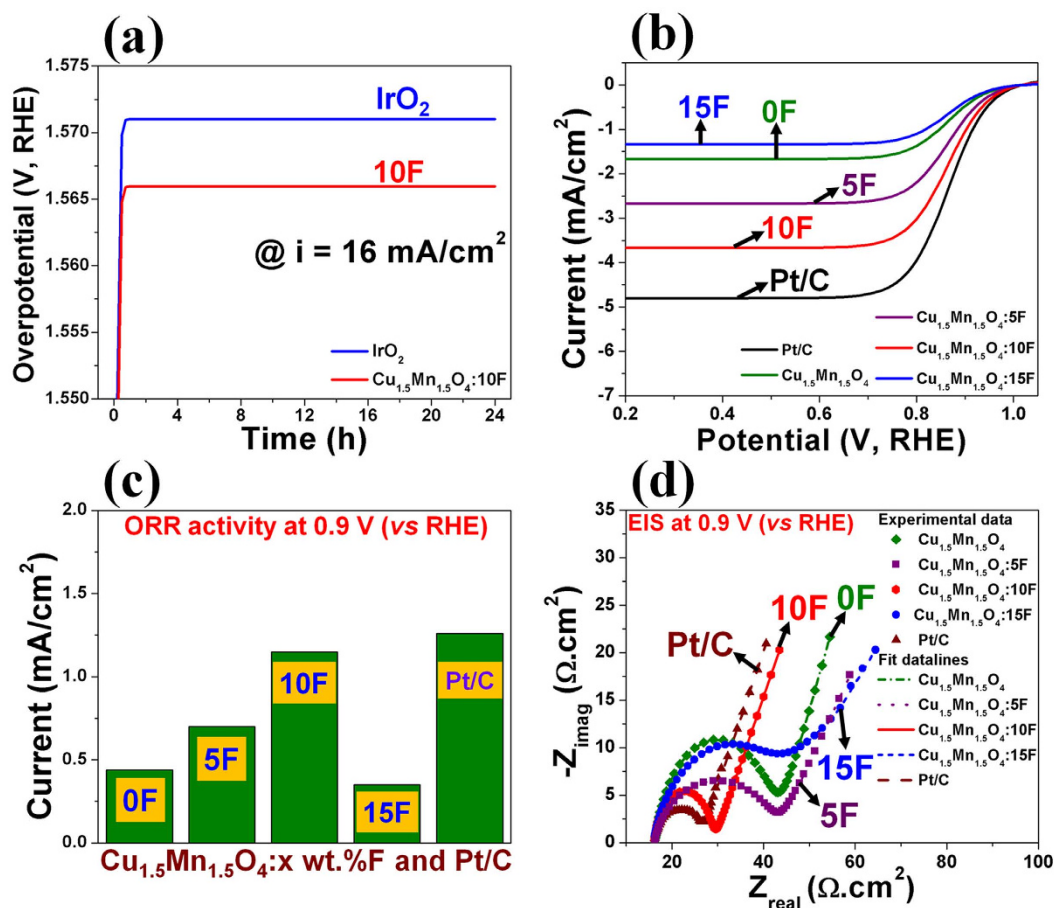 (a)
Overpotential (V, RHE)
1.575
1.570
1.565
1.560
1.555
1.550
IrO₂
10F
@ i = 16 mA/cm²
IrO₂
Cu₁.₅Mn₁.₅O₄:10F
0 4 8 12 16 20 24
Time (h)
(b)
Current (mA/cm²)
0
-1
-2
-3
-4
-5
-6
-7
15F
0F
5F
10F
Pt/C
Pt/C
Cu₁.₅Mn₁.₅O₄
Cu₁.₅Mn₁.₅O₄:5F
Cu₁.₅Mn₁.₅O₄:10F
Cu₁.₅Mn₁.₅O₄:15F
0.2 0.4 0.6 0.8 1.0
Potential (V, RHE)
(c)
Current (mA/cm²)
2.0
1.8
1.2
0.6
0.0
ORR activity at 0.9 V (vs RHE)
0F
5F
10F
15F
Pt/C
Cu₁.₅Mn₁.₅O₄:x wt.%F and Pt/C
(d)
-Z_imag (Ω.cm²)
35
30
25
20
15
10
5
0
EIS at 0.9 V (vs RHE)
Pt/C
10F
0F
15F
5F
Experimental data
Cu₁.₅Mn₁.₅O₄
Cu₁.₅Mn₁.₅O₄:5F
Cu₁.₅Mn₁.₅O₄:10F
Cu₁.₅Mn₁.₅O₄:15F
Pt/C
Fit datalines
Cu₁.₅Mn₁.₅O₄
Cu₁.₅Mn₁.₅O₄:5F
Cu₁.₅Mn₁.₅O₄:10F
Cu₁.₅Mn₁.₅O₄:15F
Pt/C
20 40 60 80 100
Z_real (Ω.cm²)